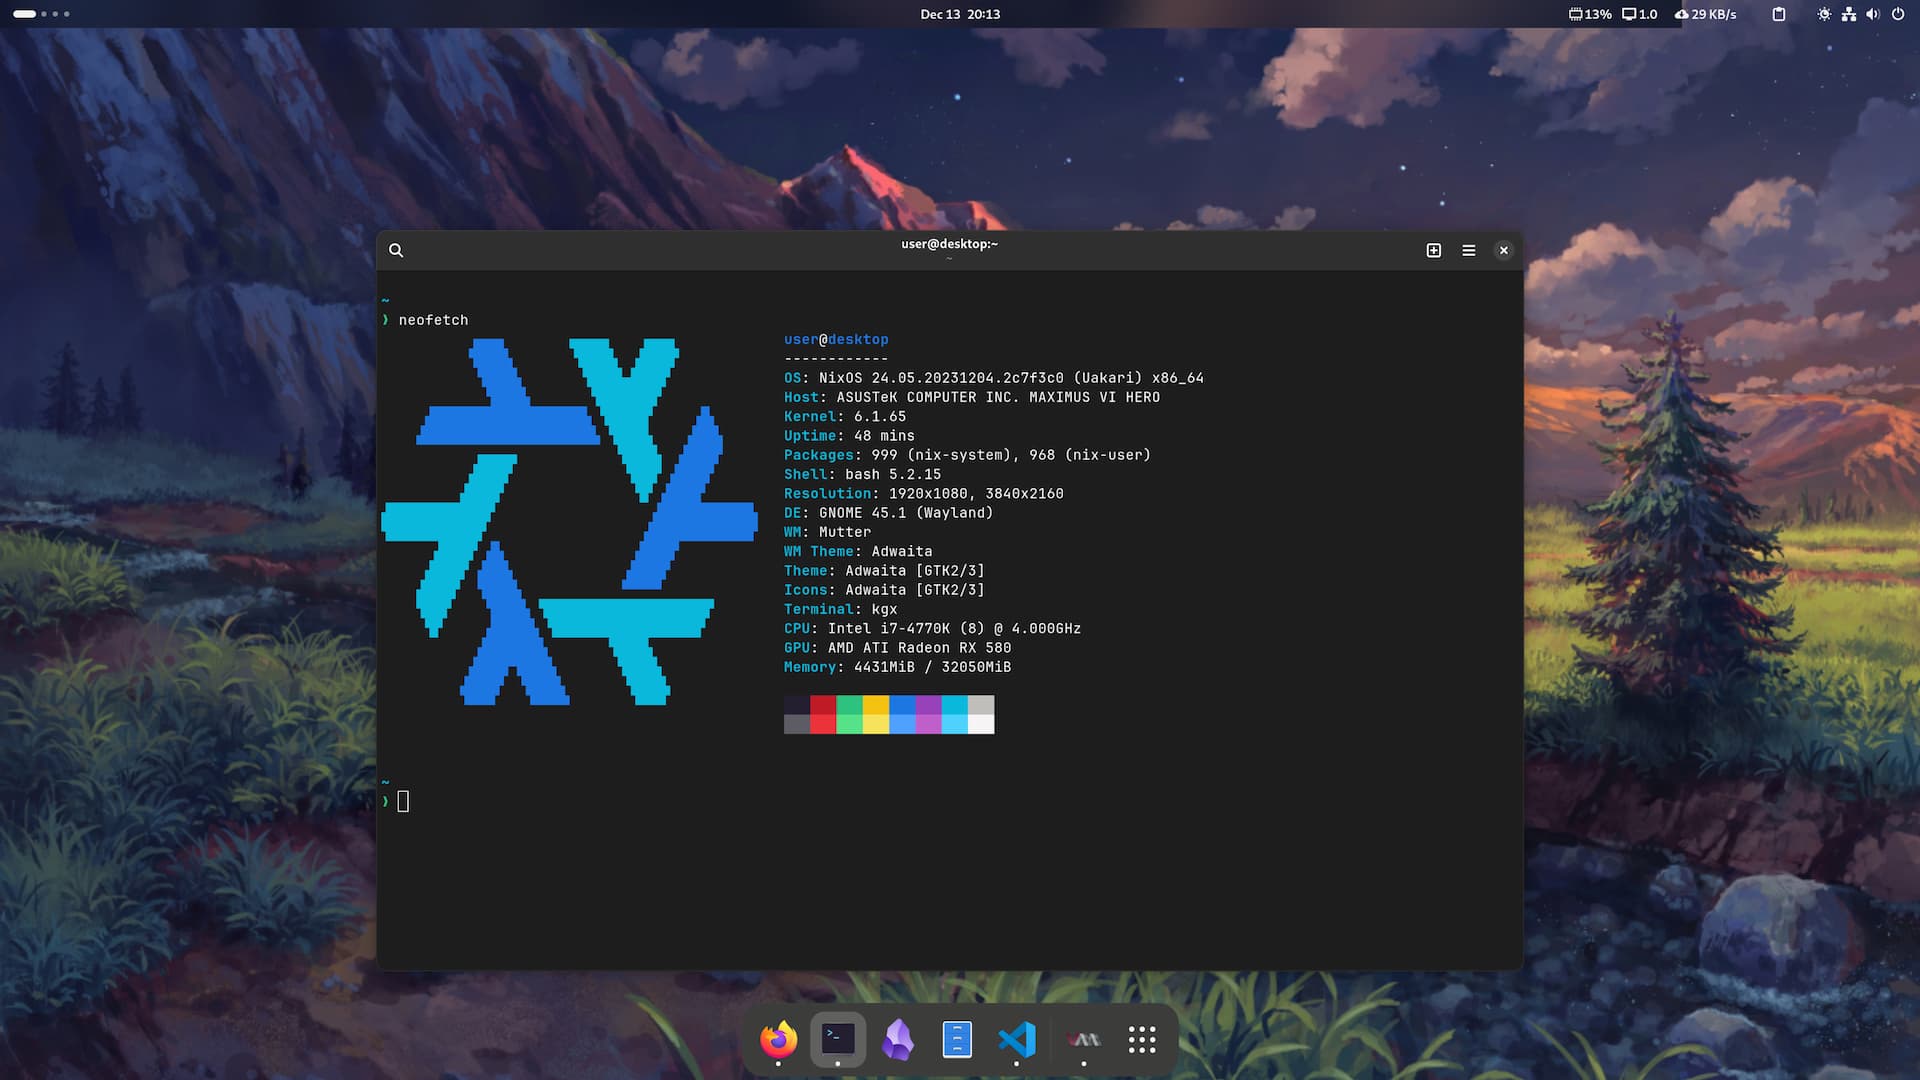 Dec 13 20:13
13% 1.0 29 KB/s
user@desktop:~
~
~
❯ neofetch
user@desktop
------------
OS: NixOS 24.05.20231204.2c7f3c0 (Uakari) x86_64
Host: ASUSTeK COMPUTER INC. MAXIMUS VI HERO
Kernel: 6.1.65
Uptime: 48 mins
Packages: 999 (nix-system), 968 (nix-user)
Shell: bash 5.2.15
Resolution: 1920x1080, 3840x2160
DE: GNOME 45.1 (Wayland)
WM: Mutter
WM Theme: Adwaita
Theme: Adwaita [GTK2/3]
Icons: Adwaita [GTK2/3]
Terminal: kgx
CPU: Intel i7-4770K (8) @ 4.000GHz
GPU: AMD ATI Radeon RX 580
Memory: 4431MiB / 32050MiB
~
❯